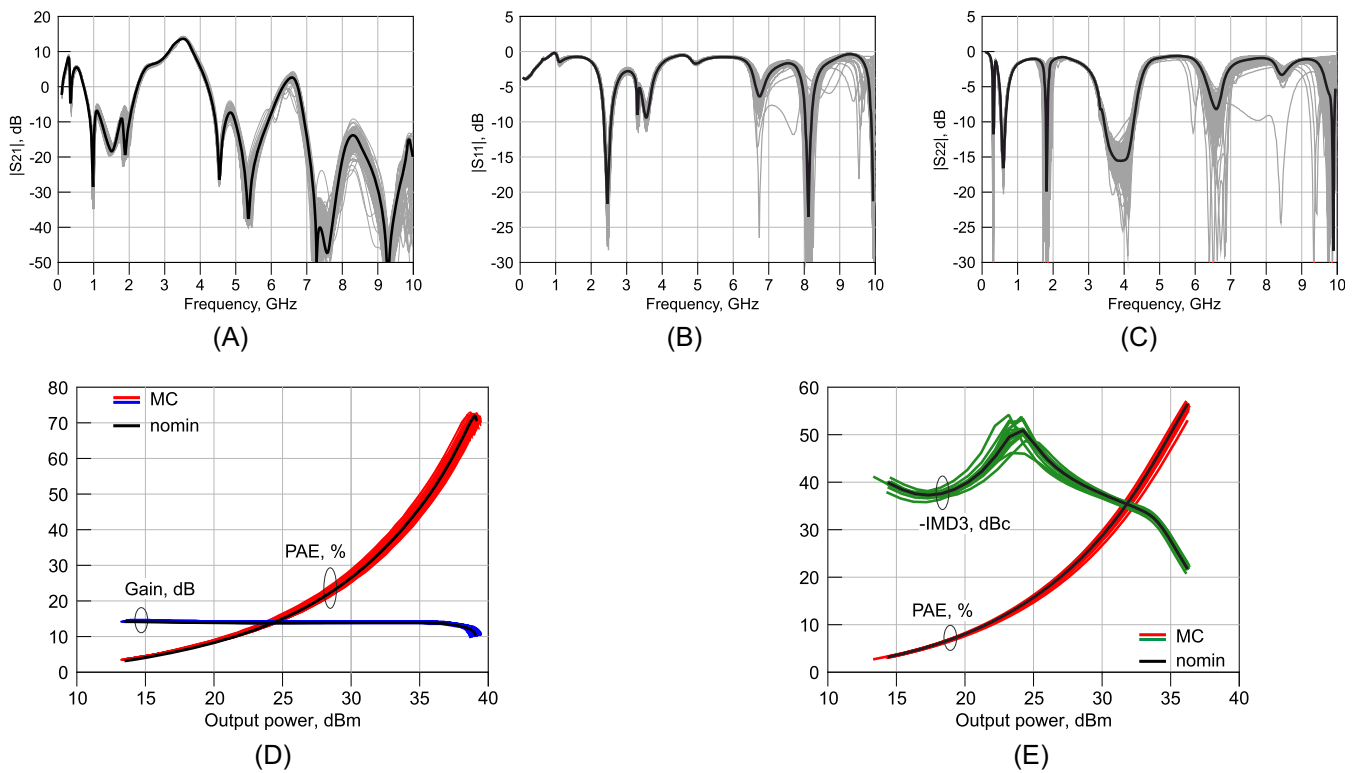 |S21|, dB
20
10
0
-10
-20
-30
-40
-50
0 1 2 3 4 5 6 7 8 9 10
Frequency, GHz
(A)
|S11|, dB
5
0
-5
-10
-15
-20
-25
-30
0 1 2 3 4 5 6 7 8 9 10
Frequency, GHz
(B)
|S22|, dB
5
0
-5
-10
-15
-20
-25
-30
0 1 2 3 4 5 6 7 8 9 10
Frequency, GHz
(C)
80
70
60
50
40
30
20
10
0
MC
nomin
PAE, %
Gain, dB
10 15 20 25 30 35 40
Output power, dBm
(D)
60
50
40
30
20
10
0
-IMD3, dBc
PAE, %
MC
nomin
10 15 20 25 30 35 40
Output power, dBm
(E)